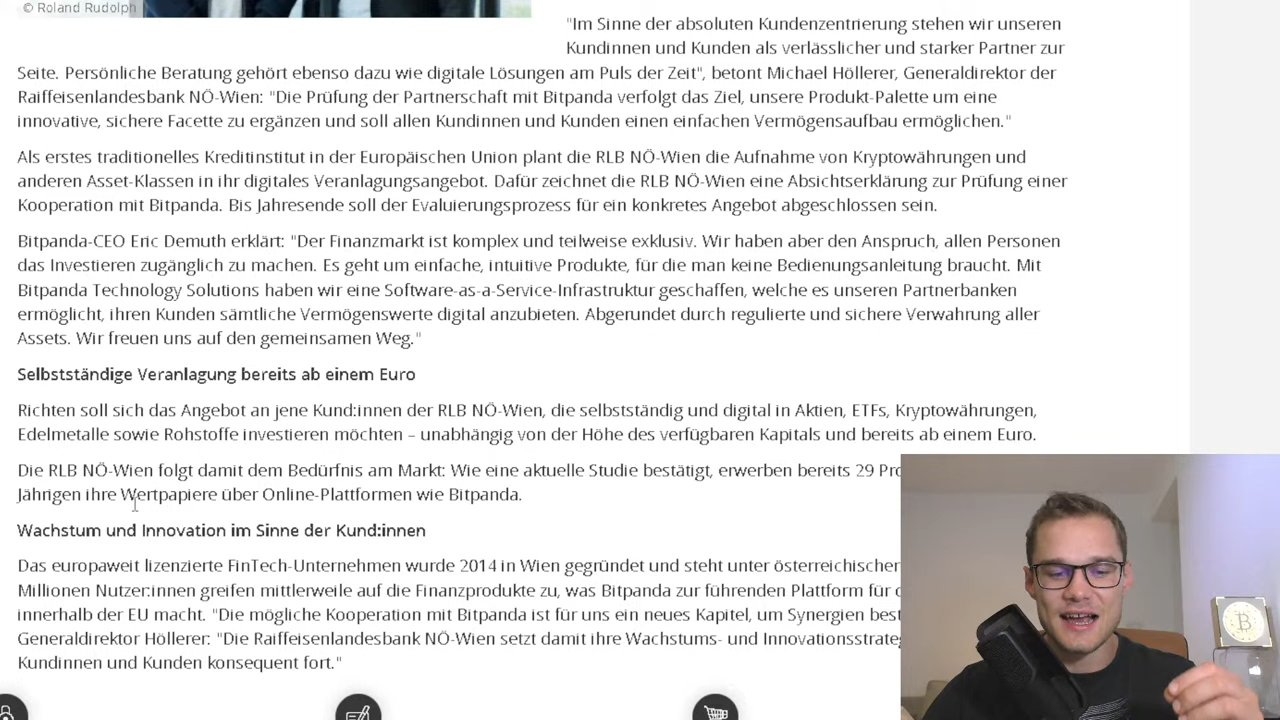 © Roland Rudolph
"Im Sinne der absoluten Kundenzentrierung stehen wir unseren
Kundinnen und Kunden als verlässlicher und starker Partner zur
Seite. Persönliche Beratung gehört ebenso dazu wie digitale Lösungen am Puls der Zeit", betont Michael Höllerer, Generaldirektor der
Raiffeisenlandesbank NÖ-Wien: "Die Prüfung der Partnerschaft mit Bitpanda verfolgt das Ziel, unsere Produkt-Palette um eine
innovative, sichere Facette zu ergänzen und soll allen Kundinnen und Kunden einen einfachen Vermögensaufbau ermöglichen."
Als erstes traditionelles Kreditinstitut in der Europäischen Union plant die RLB NÖ-Wien die Aufnahme von Kryptowährungen und
anderen Asset-Klassen in ihr digitales Veranlagungsangebot. Dafür zeichnet die RLB NÖ-Wien eine Absichtserklärung zur Prüfung einer
Kooperation mit Bitpanda. Bis Jahresende soll der Evaluierungsprozess für ein konkretes Angebot abgeschlossen sein.
Bitpanda-CEO Eric Demuth erklärt: "Der Finanzmarkt ist komplex und teilweise exklusiv. Wir haben aber den Anspruch, allen Personen
das Investieren zugänglich zu machen. Es geht um einfache, intuitive Produkte, für die man keine Bedienungsanleitung braucht. Mit
Bitpanda Technology Solutions haben wir eine Software-as-a-Service-Infrastruktur geschaffen, welche es unseren Partnerbanken
ermöglicht, ihren Kunden sämtliche Vermögenswerte digital anzubieten. Abgerundet durch regulierte und sichere Verwahrung aller
Assets. Wir freuen uns auf den gemeinsamen Weg."
Selbstständige Veranlagung bereits ab einem Euro
Richten soll sich das Angebot an jene Kund:innen der RLB NÖ-Wien, die selbstständig und digital in Aktien, ETFs, Kryptowährungen,
Edelmetalle sowie Rohstoffe investieren möchten – unabhängig von der Höhe des verfügbaren Kapitals und bereits ab einem Euro.
Die RLB NÖ-Wien folgt damit dem Bedürfnis am Markt: Wie eine aktuelle Studie bestätigt, erwerben bereits 29
Jährigen ihre Wertpapiere über Online-Plattformen wie Bitpanda.
Wachstum und Innovation im Sinne der Kund:innen
Das europaweit lizenzierte FinTech-Unternehmen wurde 2014 in Wien gegründet und steht unter österreichischer
Millionen Nutzer:innen greifen mittlerweile auf die Finanzprodukte zu, was Bitpanda zur führenden Plattform für
innerhalb der EU macht. "Die mögliche Kooperation mit Bitpanda ist für uns ein neues Kapitel, um Synergien
Generaldirektor Höllerer: "Die Raiffeisenlandesbank NÖ-Wien setzt damit ihre Wachstums- und
Kundinnen und Kunden konsequent fort."